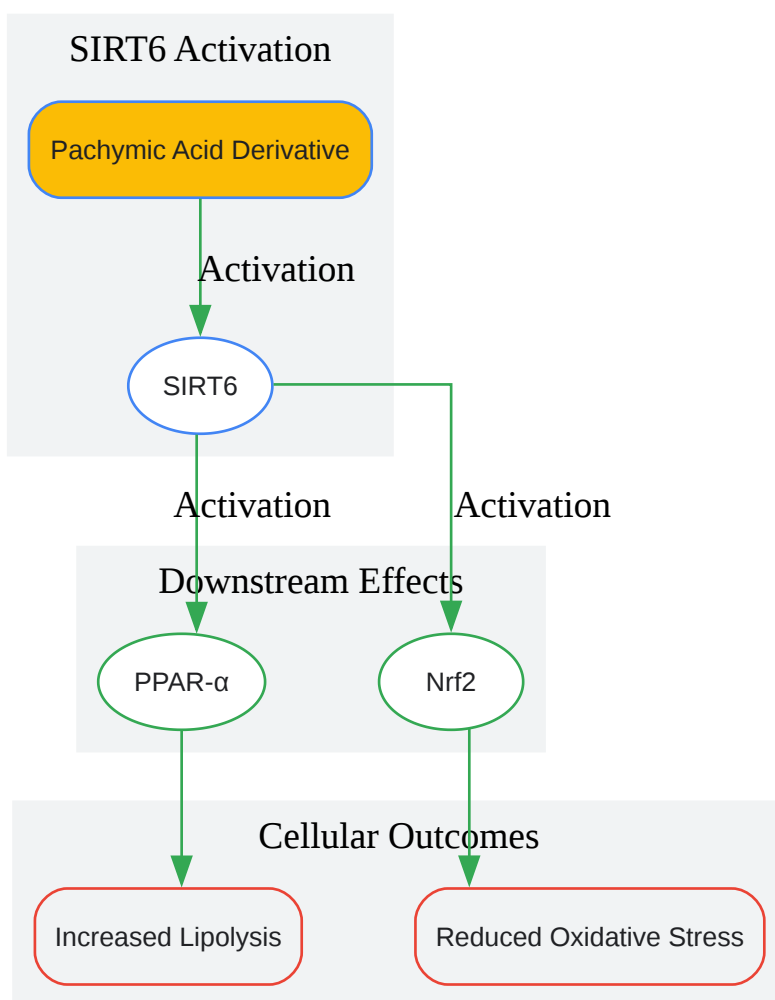 SIRT6 Activation
Pachymic Acid Derivative
Activation
SIRT6
Activation
Activation
Downstream Effects
PPAR-α
Nrf2
Cellular Outcomes
Increased Lipolysis
Reduced Oxidative Stress